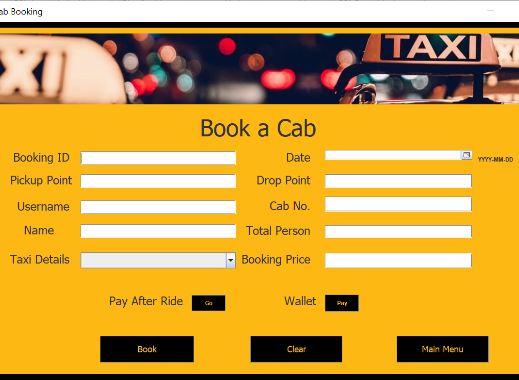 ab Booking
TAXI
XI
Book a Cab
Booking ID
Date
YYYY-MM-DD
Pickup Point
Drop Point
Username
Cab No.
Name
Total Person
Taxi Details
Booking Price
Pay After Ride
Go
Wallet
Pay
Book
Clear
Main Menu